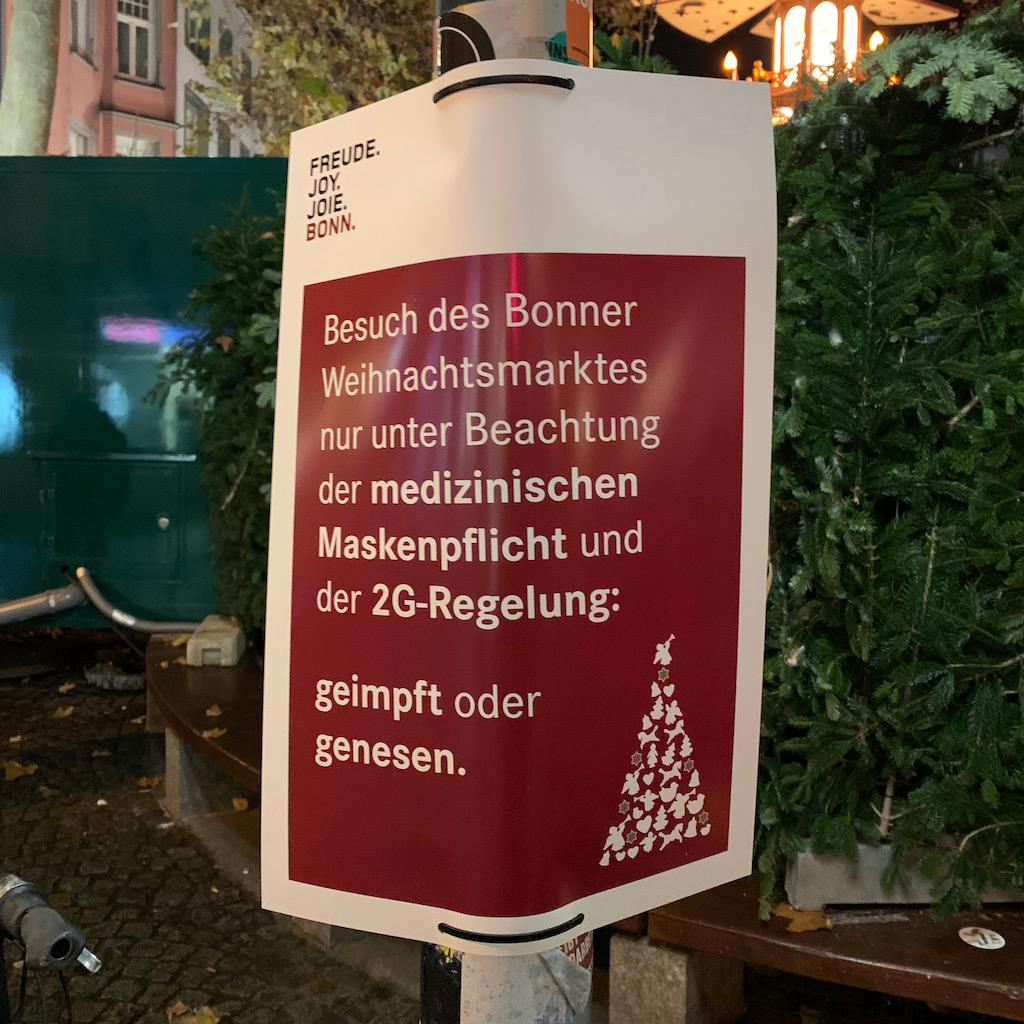 FREUDE.
JOY.
JOIE.
BONN.
Besuch des Bonner
Weihnachtsmarktes
nur unter Beachtung
der medizinischen
Maskenpflicht und
der 2G-Regelung:
geimpft oder
genesen.